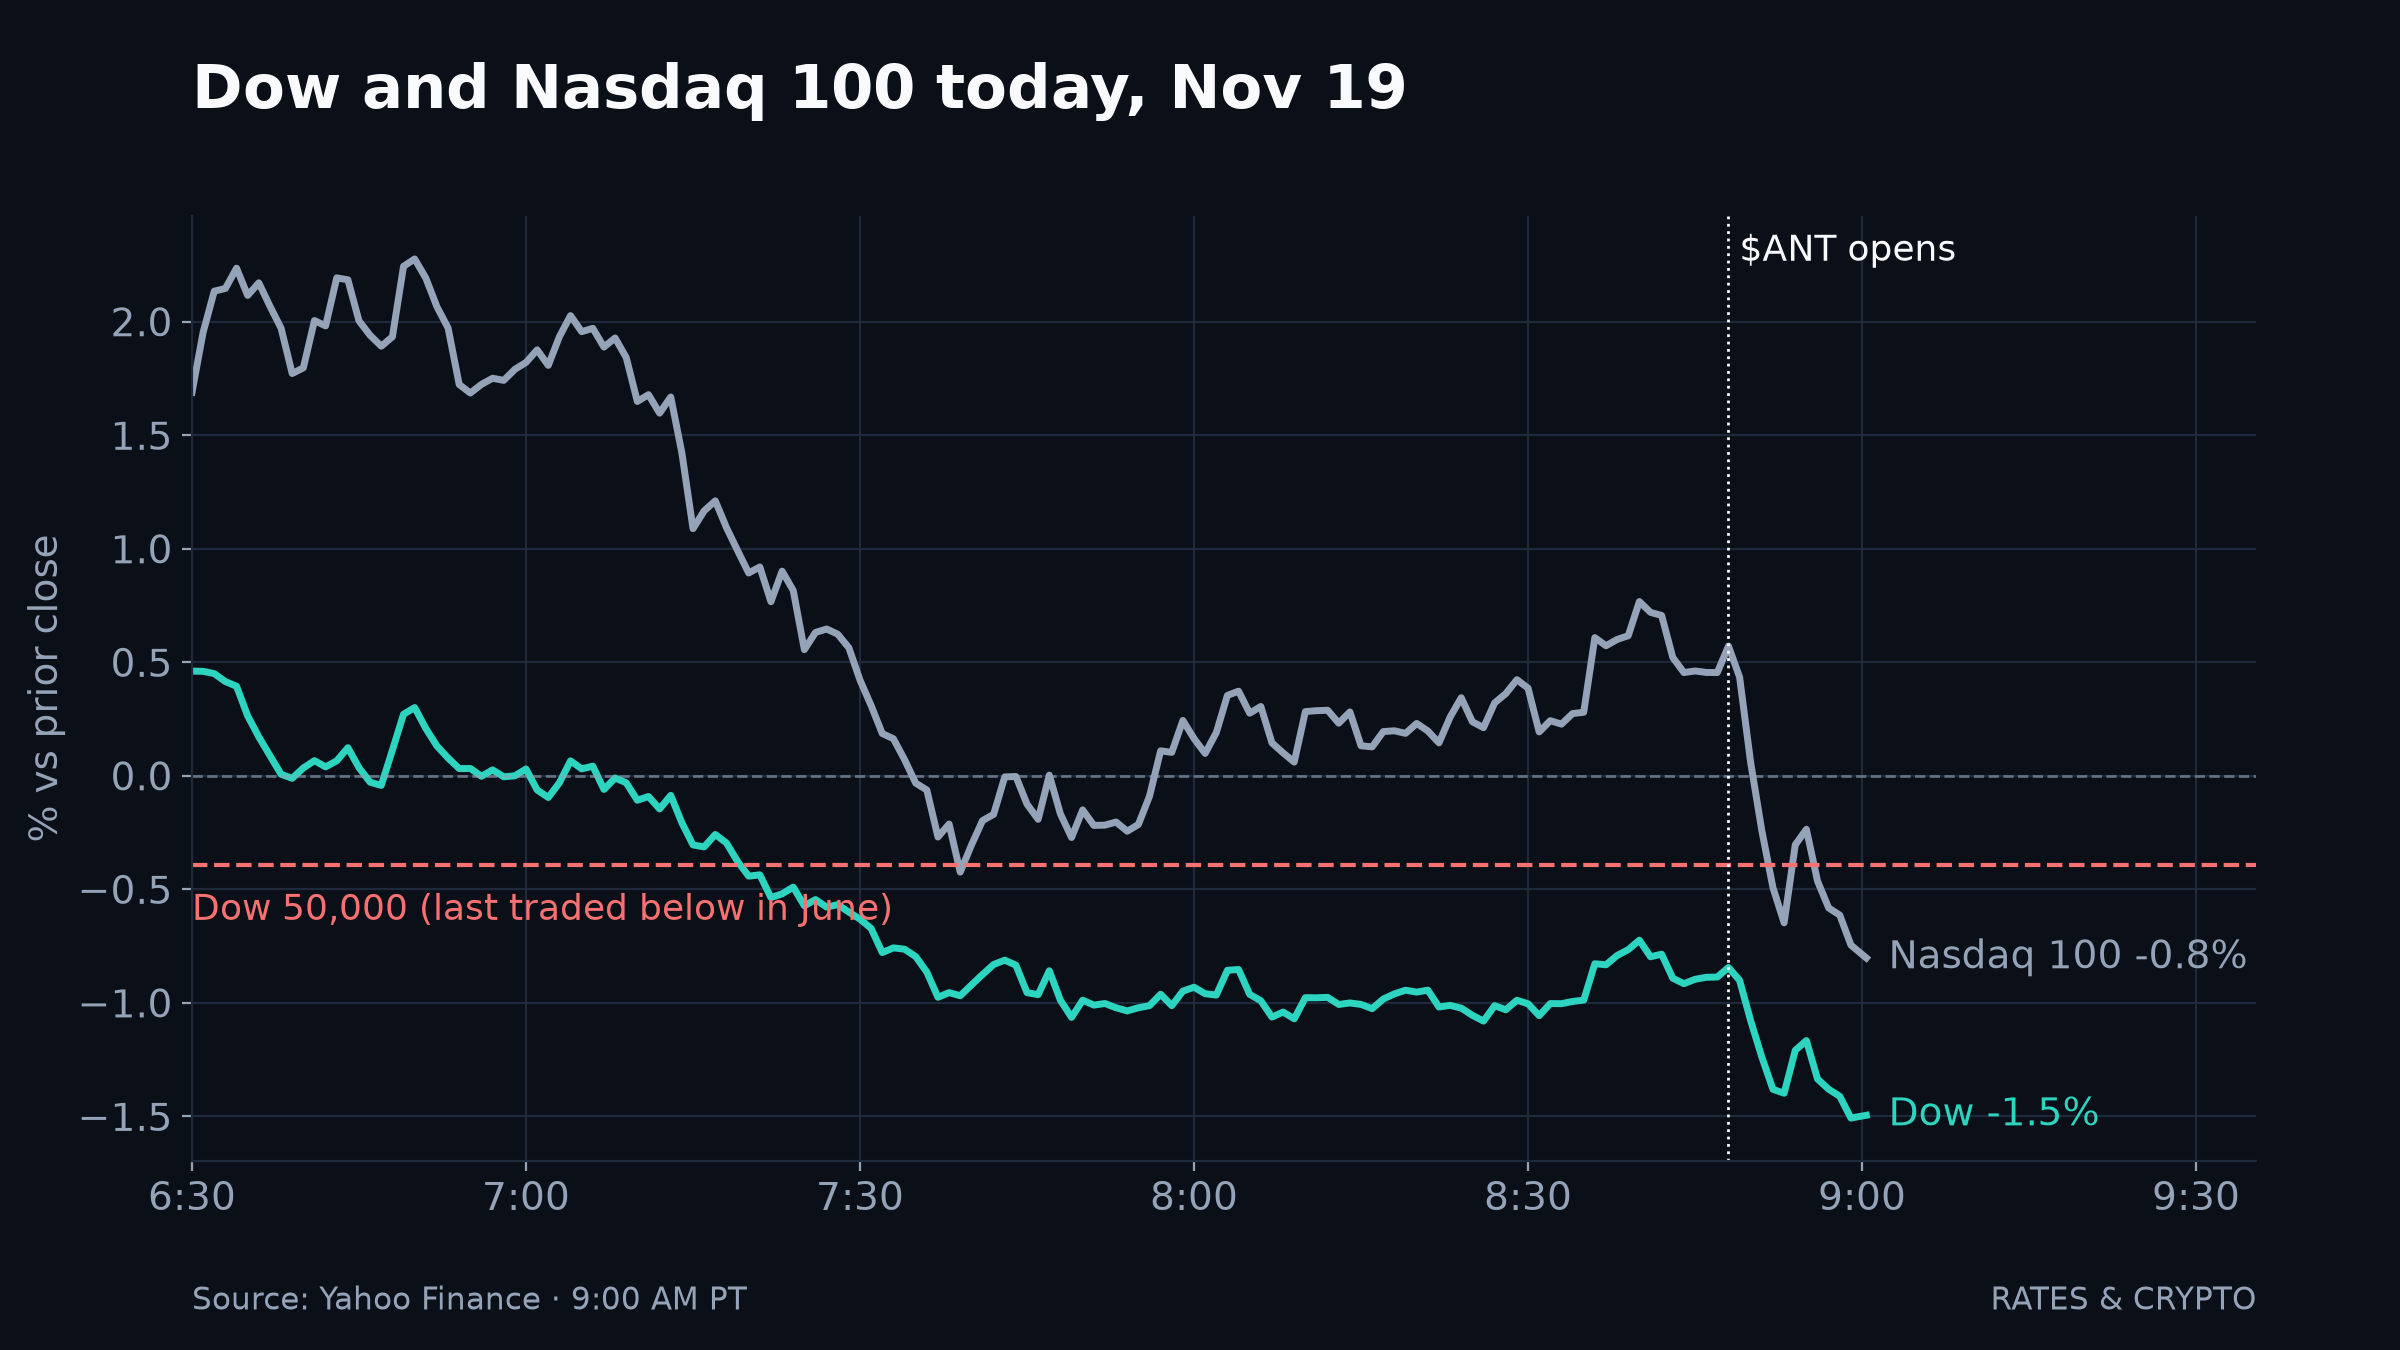 Dow and Nasdaq 100 today, Nov 19
$ANT opens
% vs prior close
2.0
1.5
1.0
0.5
0.0
−0.5
−1.0
−1.5
Dow 50,000 (last traded below in June)
Nasdaq 100 -0.8%
Dow -1.5%
6:30 7:00 7:30 8:00 8:30 9:00 9:30
Source: Yahoo Finance · 9:00 AM PT
RATES & CRYPTO